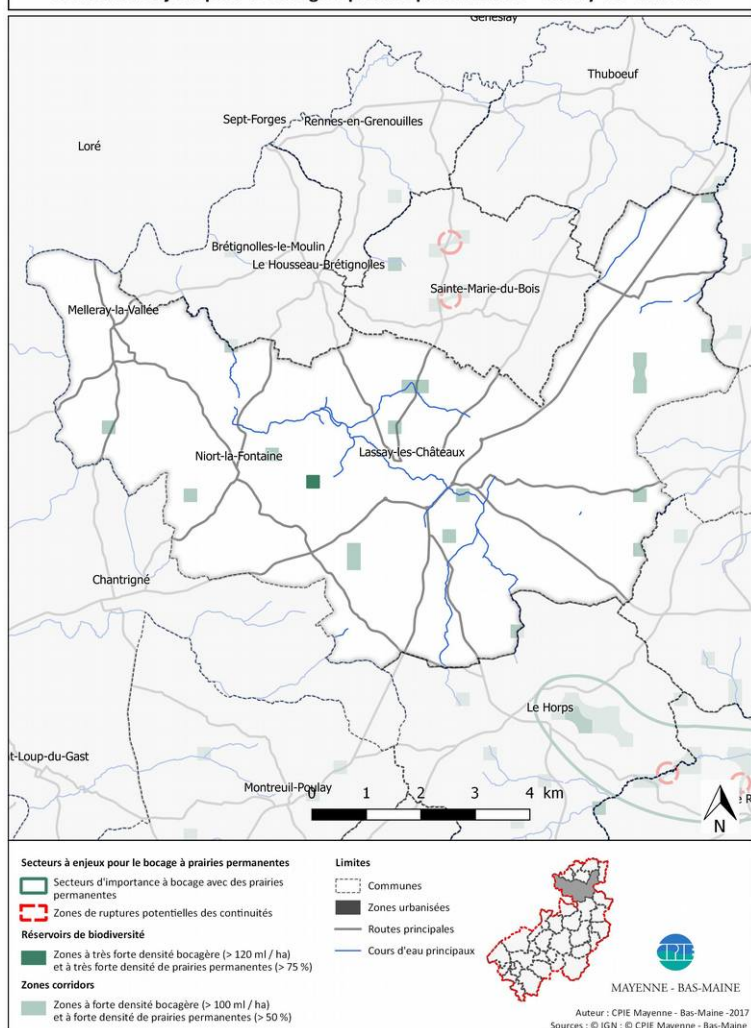 Geneslay
Thuboeuf
Sept-Forges
Rennes-en-Grenouilles
Loré
Brétignolles-le-Moulin
Le Housseau-Brétignolles
Sainte-Marie-du-Bois
Melleray-la-Vallée
Niort-la-Fontaine
Lassay-les-Châteaux
Chantrigné
Le Horps
t-Loup-du-Gast
Montreuil-Poulay
0 1 2 3 4 km
N
Secteurs à enjeux pour le bocage à prairies permanentes
Secteurs d'importance à bocage avec des prairies
permanentes
Zones de ruptures potentielles des continuités
Réservoirs de biodiversité
Zones à très forte densité bocagère (> 120 ml / ha)
et à très forte densité de prairies permanentes (> 75 %)
Zones corridors
Zones à forte densité bocagère (> 100 ml / ha)
et à forte densité de prairies permanentes (> 50 %)
Limites
Communes
Zones urbanisées
Routes principales
Cours d'eau principaux
CPIE
MAYENNE - BAS-MAINE
Auteur : CPIE Mayenne - Bas-Maine -2017
Sources : © IGN ; © CPIE Mayenne - Bas-Maine